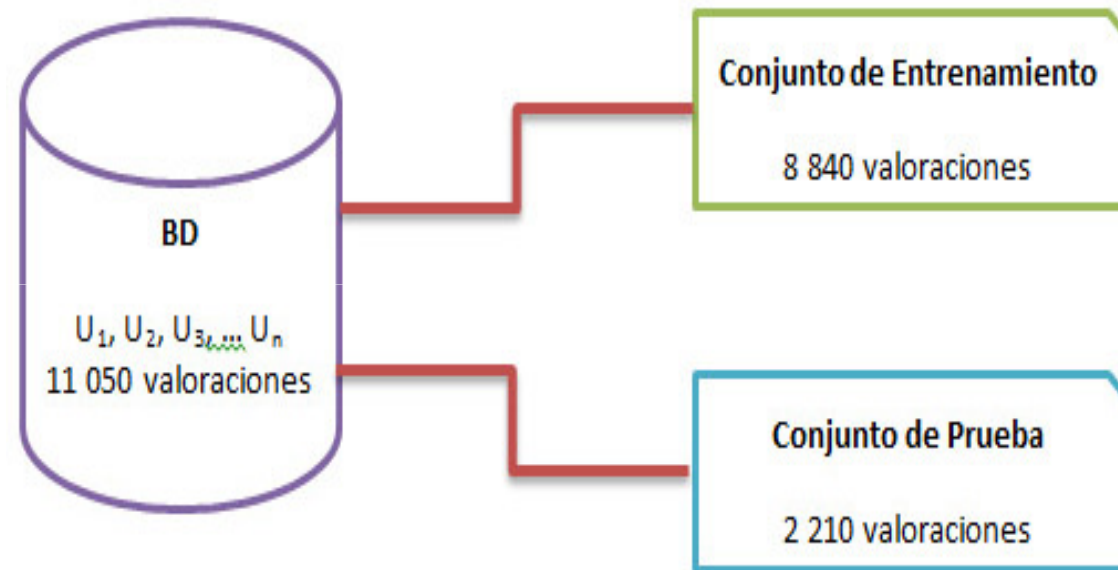 BD
U₁, U₂, U₃,... Uₙ
11 050 valoraciones
Conjunto de Entrenamiento
8 840 valoraciones
Conjunto de Prueba
2 210 valoraciones